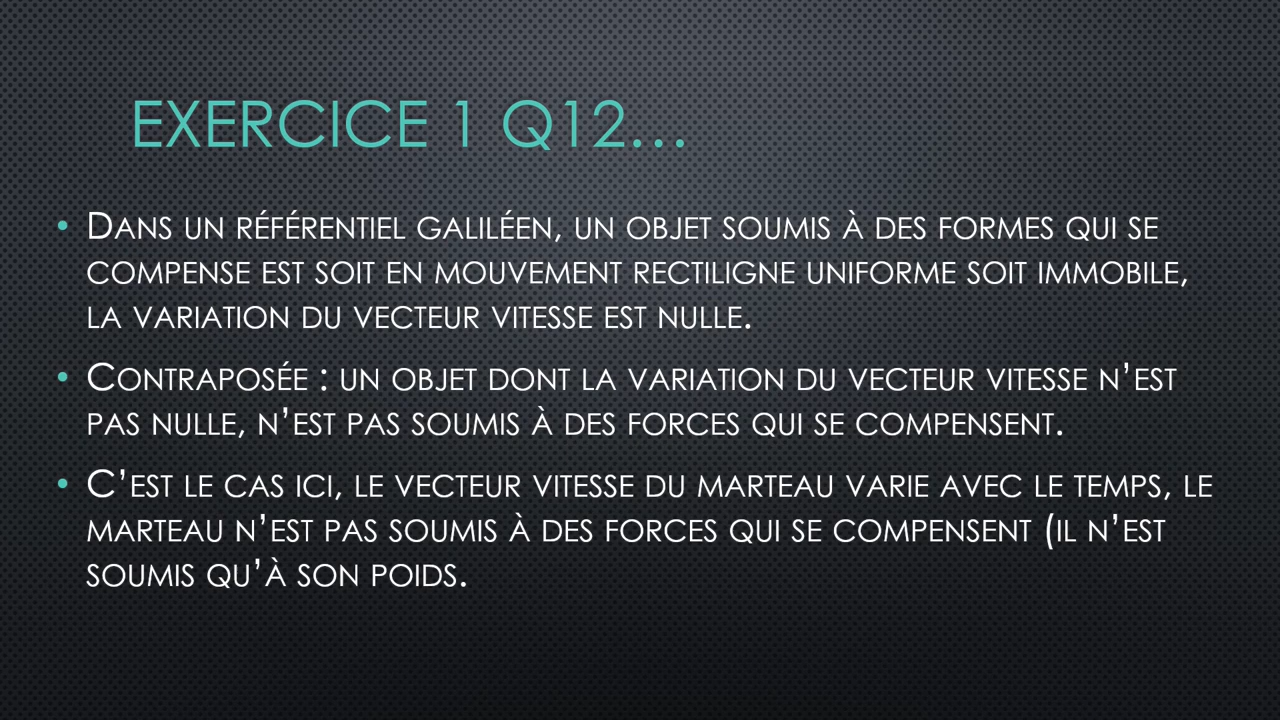 EXERCICE 1 Q12…
• DANS UN RÉFÉRENTIEL GALILÉEN, UN OBJET SOUMIS À DES FORMES QUI SE
COMPENSE EST SOIT EN MOUVEMENT RECTILIGNE UNIFORME SOIT IMMOBILE,
LA VARIATION DU VECTEUR VITESSE EST NULLE.
• CONTRAPOSÉE : UN OBJET DONT LA VARIATION DU VECTEUR VITESSE N’EST
PAS NULLE, N’EST PAS SOUMIS À DES FORCES QUI SE COMPENSENT.
• C’EST LE CAS ICI, LE VECTEUR VITESSE DU MARTEAU VARIE AVEC LE TEMPS, LE
MARTEAU N’EST PAS SOUMIS À DES FORCES QUI SE COMPENSENT (IL N’EST
SOUMIS QU’À SON POIDS.